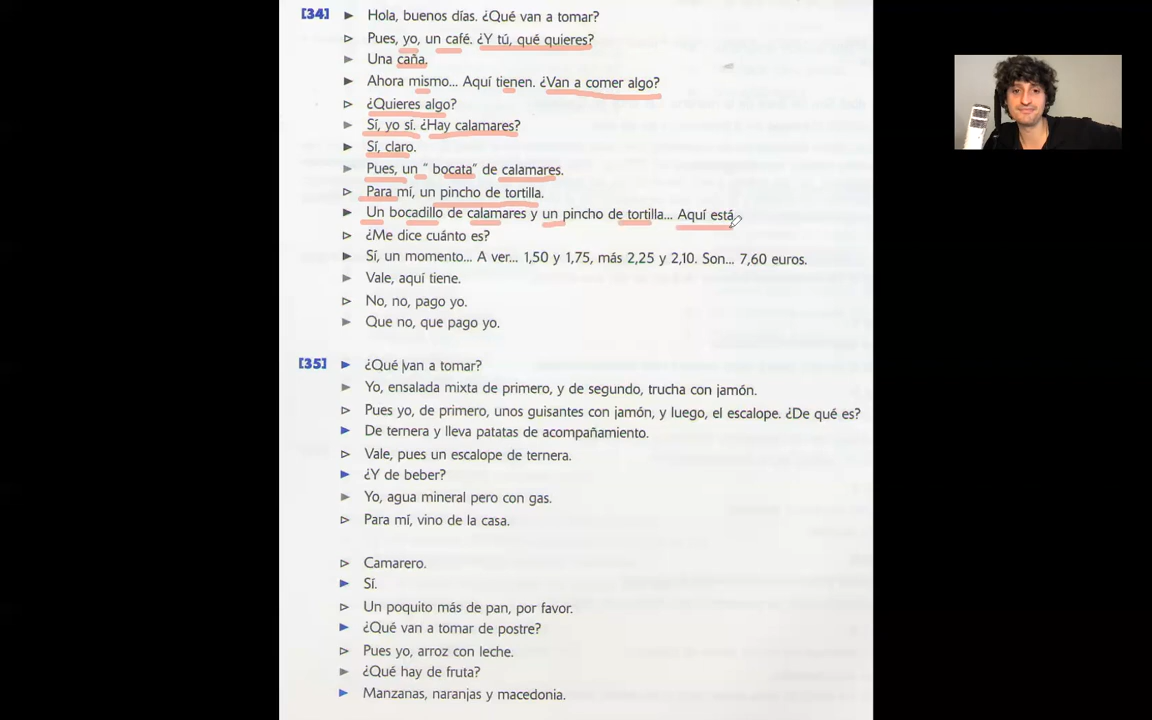 [34] ► Hola, buenos días. ¿Qué van a tomar?
▻ Pues, yo, un café. ¿Y tú, qué quieres?
► Una caña.
► Ahora mismo... Aquí tienen. ¿Van a comer algo?
▻ ¿Quieres algo?
► Sí, yo sí. ¿Hay calamares?
► Sí, claro.
► Pues, un “ bocata” de calamares.
▻ Para mí, un pincho de tortilla.
► Un bocadillo de calamares y un pincho de tortilla... Aquí está
▻ ¿Me dice cuánto es?
► Sí, un momento... A ver... 1,50 y 1,75, más 2,25 y 2,10. Son... 7,60 euros.
► Vale, aquí tiene.
▻ No, no, pago yo.
► Que no, que pago yo.
[35] ► ¿Qué van a tomar?
► Yo, ensalada mixta de primero, y de segundo, trucha con jamón.
▻ Pues yo, de primero, unos guisantes con jamón, y luego, el escalope. ¿De qué es?
► De ternera y lleva patatas de acompañamiento.
▻ Vale, pues un escalope de ternera.
► ¿Y de beber?
► Yo, agua mineral pero con gas.
▻ Para mí, vino de la casa.
▻ Camarero.
► Sí.
▻ Un poquito más de pan, por favor.
► ¿Qué van a tomar de postre?
▻ Pues yo, arroz con leche.
► ¿Qué hay de fruta?
► Manzanas, naranjas y macedonia.